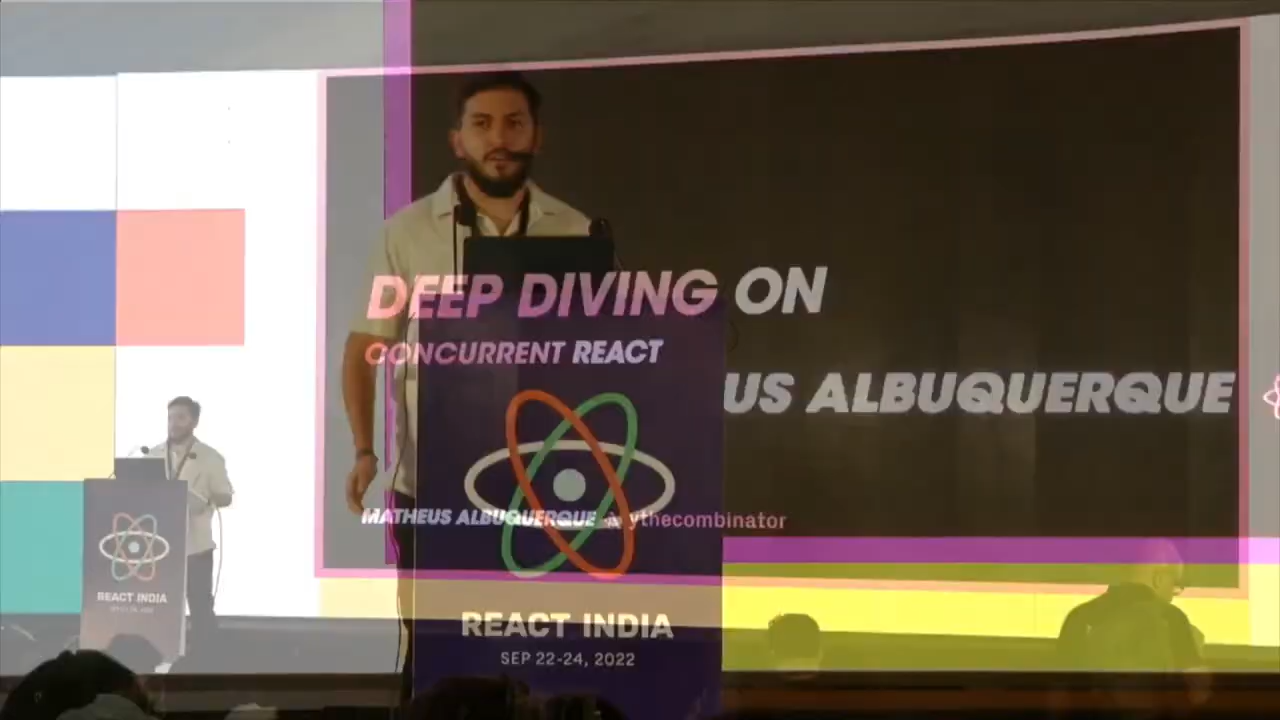 DEEP DIVING ON
CONCURRENT REACT
US ALBUQUERQUE
MATHEUS ALBUQUERQUE ythecombinator
REACT INDIA
SEP 22-24, 2022
REACT INDIA